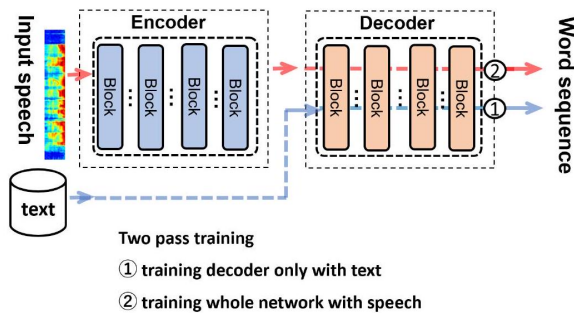 Encoder
Decoder
Input speech
Block
Block
Block
Block
Block
Block
Block
Block
②
①
Word sequence
text
Two pass training
① training decoder only with text
② training whole network with speech